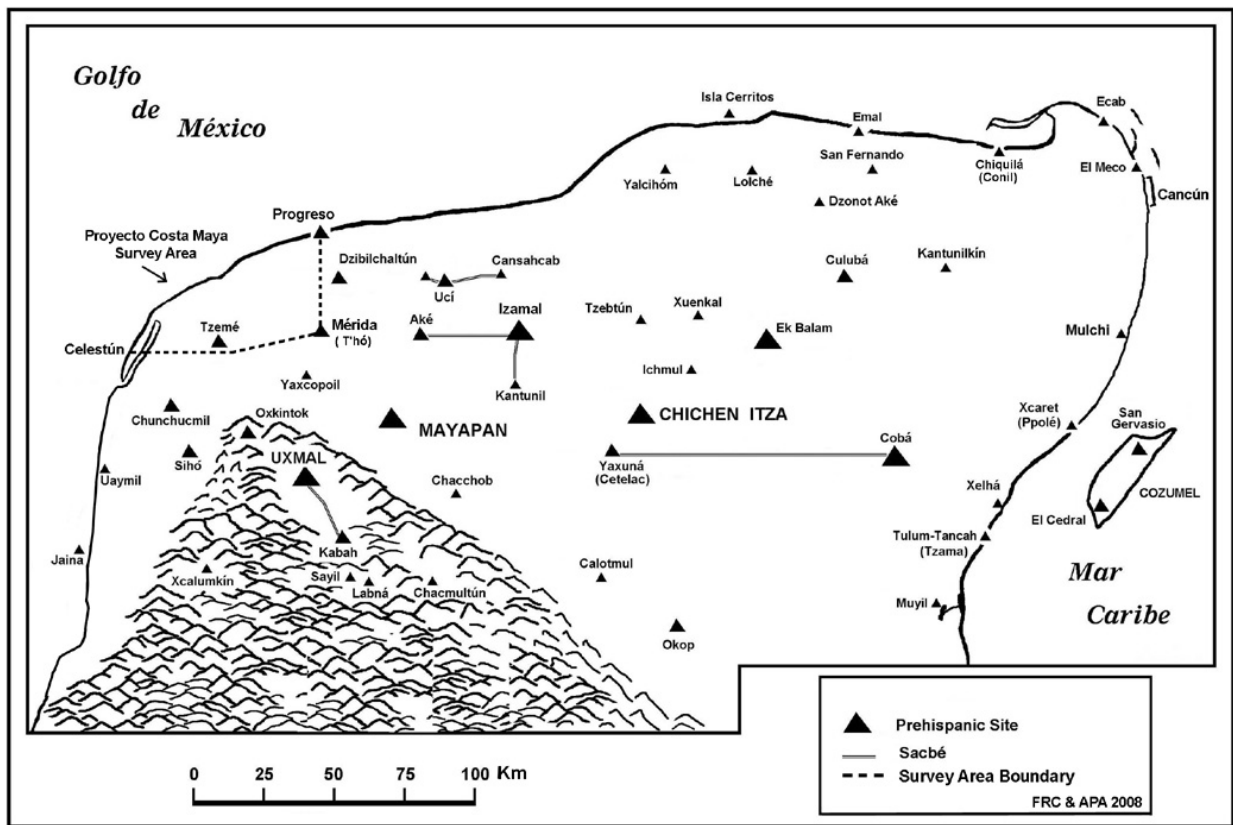 Golfo
de
México
Isla Cerritos
Emal
Ecab
San Fernando
Chiquilá
(Conil)
El Meco
Yalcihóm
Lolché
Dzonot Aké
Cancún
Progreso
Proyecto Costa Maya
Survey Area
Dzibilchaltún
Cansahcab
Ucí
Culubá
Kantunilkín
Tzemé
Mérida
( T'hó)
Aké
Izamal
Tzebtún
Xuenkal
Ek Balam
Mulchi
Celestún
Yaxcopoil
Kantunil
Ichmul
Chunchucmil
Oxkintok
MAYAPAN
CHICHEN ITZA
Xcaret
(Ppolé)
San
Gervasio
Cobá
Sihó
UXMAL
Yaxuná
(Cetelac)
Uaymil
Chacchob
Xelhá
COZUMEL
El Cedral
Kabah
Tulum-Tancah
(Tzama)
Jaina
Xcalumkín
Sayil
Labná
Chacmultún
Calotmul
Mar
Caribe
Muyil
Okop
Prehispanic Site
Sacbé
Survey Area Boundary
FRC & APA 2008
0 25 50 75 100 Km